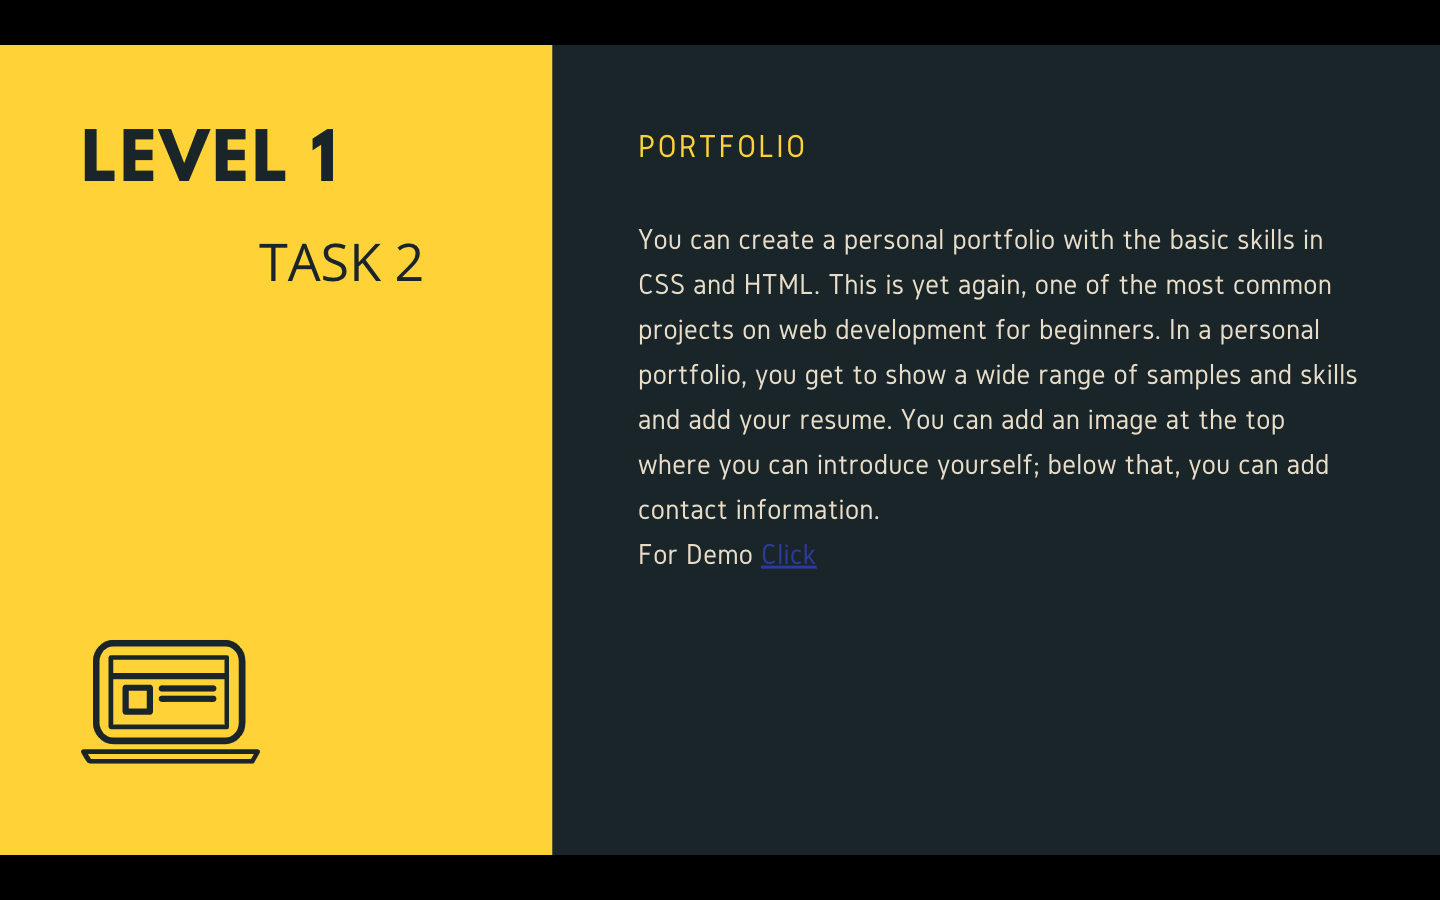 LEVEL 1
TASK 2
PORTFOLIO
You can create a personal portfolio with the basic skills in
CSS and HTML. This is yet again, one of the most common
projects on web development for beginners. In a personal
portfolio, you get to show a wide range of samples and skills
and add your resume. You can add an image at the top
where you can introduce yourself; below that, you can add
contact information.
For Demo Click